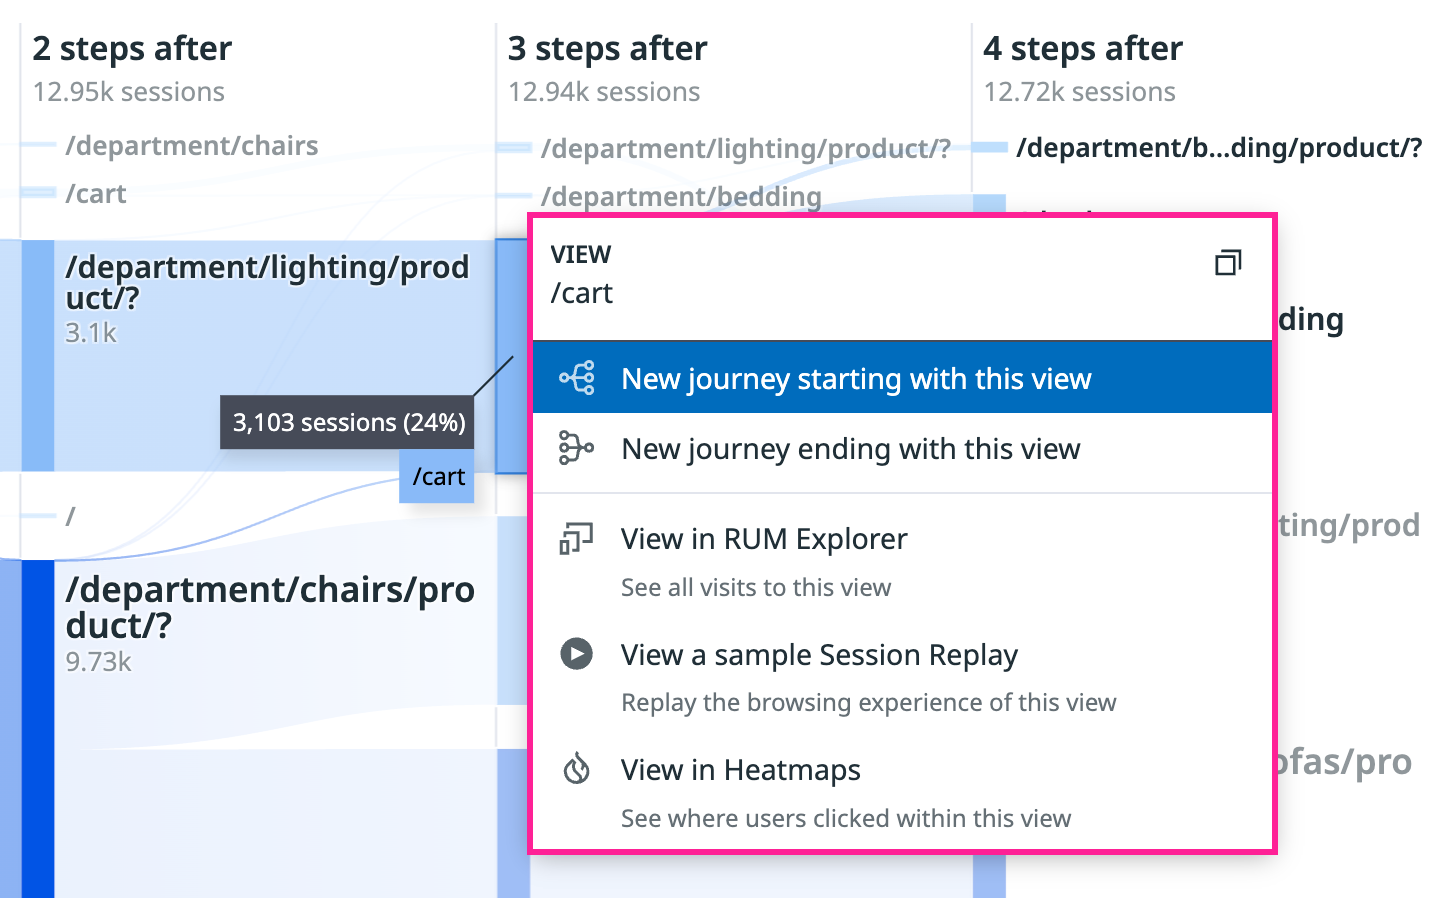 2 steps after
12.95k sessions
/department/chairs
/cart
/department/lighting/prod
uct/?
3.1k
3,103 sessions (24%)
/cart
/
/department/chairs/pro
duct/?
9.73k
3 steps after
12.94k sessions
/department/lighting/product/?
/department/bedding
VIEW
/cart
New journey starting with this view
New journey ending with this view
View in RUM Explorer
See all visits to this view
View a sample Session Replay
Replay the browsing experience of this view
View in Heatmaps
See where users clicked within this view
4 steps after
12.72k sessions
/department/b...ding/product/?
ding
ting/prod
ofas/pro